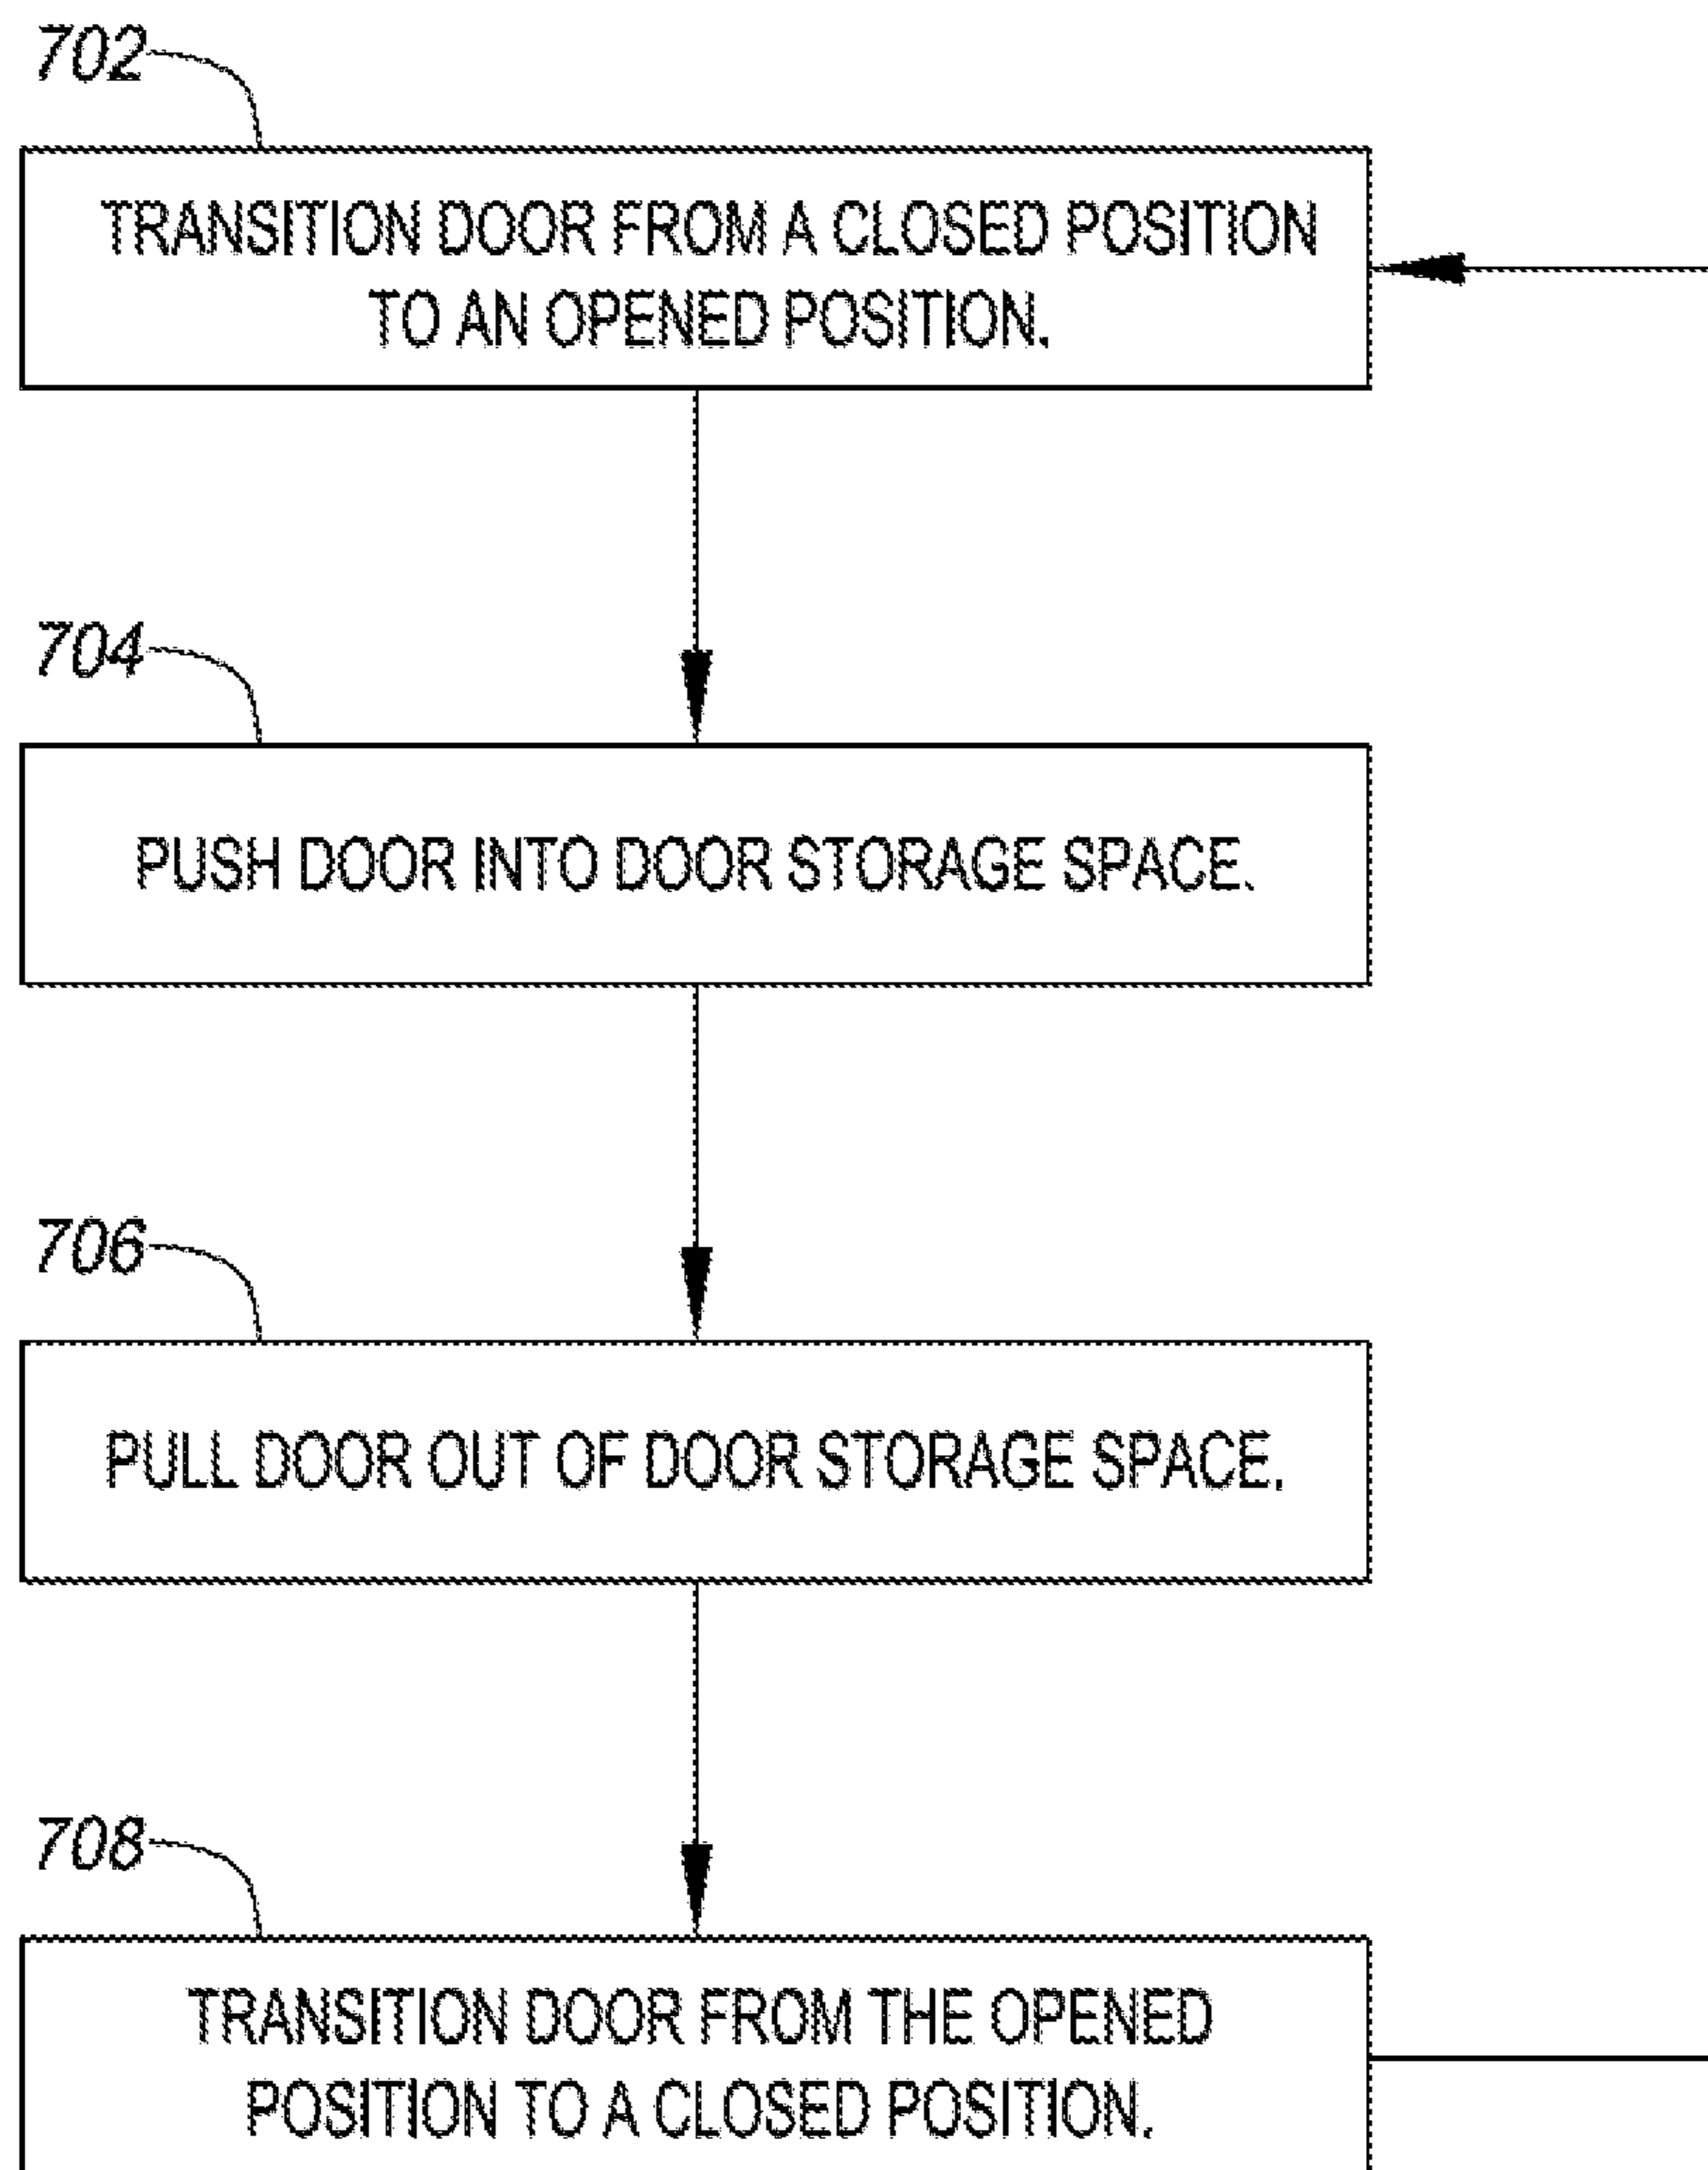 702
TRANSITION DOOR FROM A CLOSED POSITION
TO AN OPENED POSITION.
704
PUSH DOOR INTO DOOR STORAGE SPACE.
706
PULL DOOR OUT OF DOOR STORAGE SPACE.
708
TRANSITION DOOR FROM THE OPENED
POSITION TO A CLOSED POSITION.